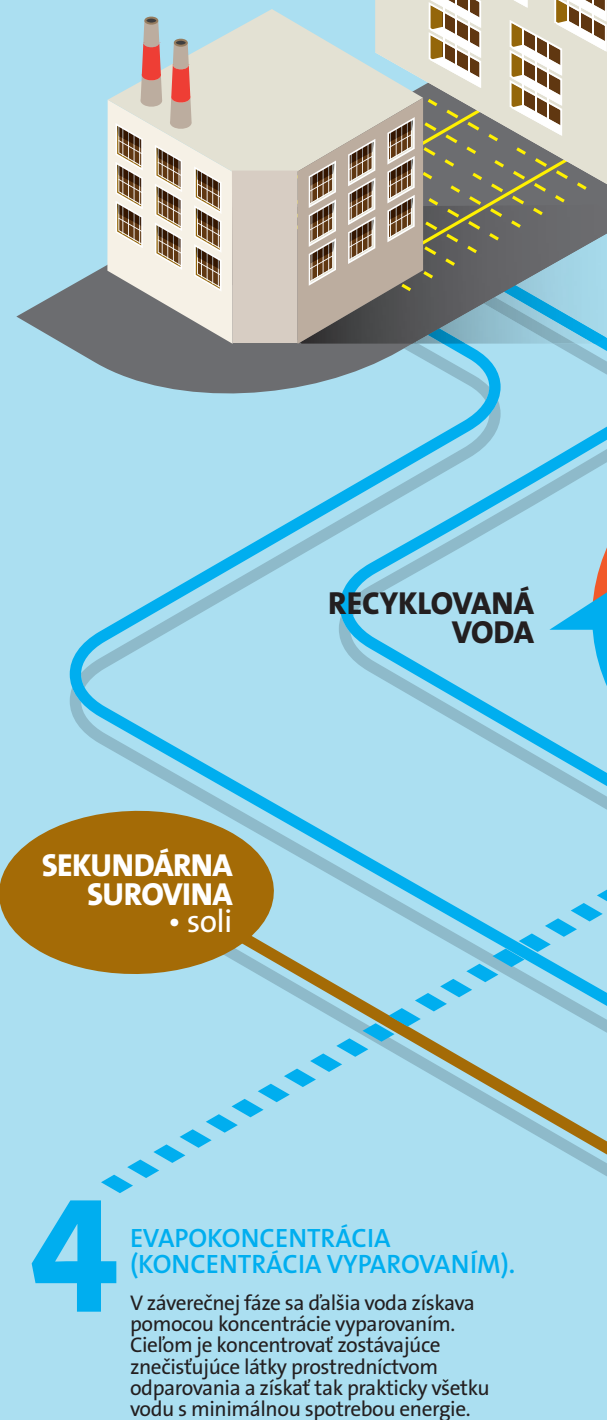 RECYKLOVANÁ
VODA
SEKUNDÁRNA
SUROVINA
• soli
4
EVAPOKONCENTRÁCIA
(KONCENTRÁCIA VYPAROVANÍM).
V záverečnej fáze sa ďalšia voda získava
pomocou koncentrácie vyparovaním.
Cieľom je koncentrovať zostávajúce
znečisťujúce látky prostredníctvom
odparovania a získať tak prakticky všetku
vodu s minimálnou spotrebou energie.